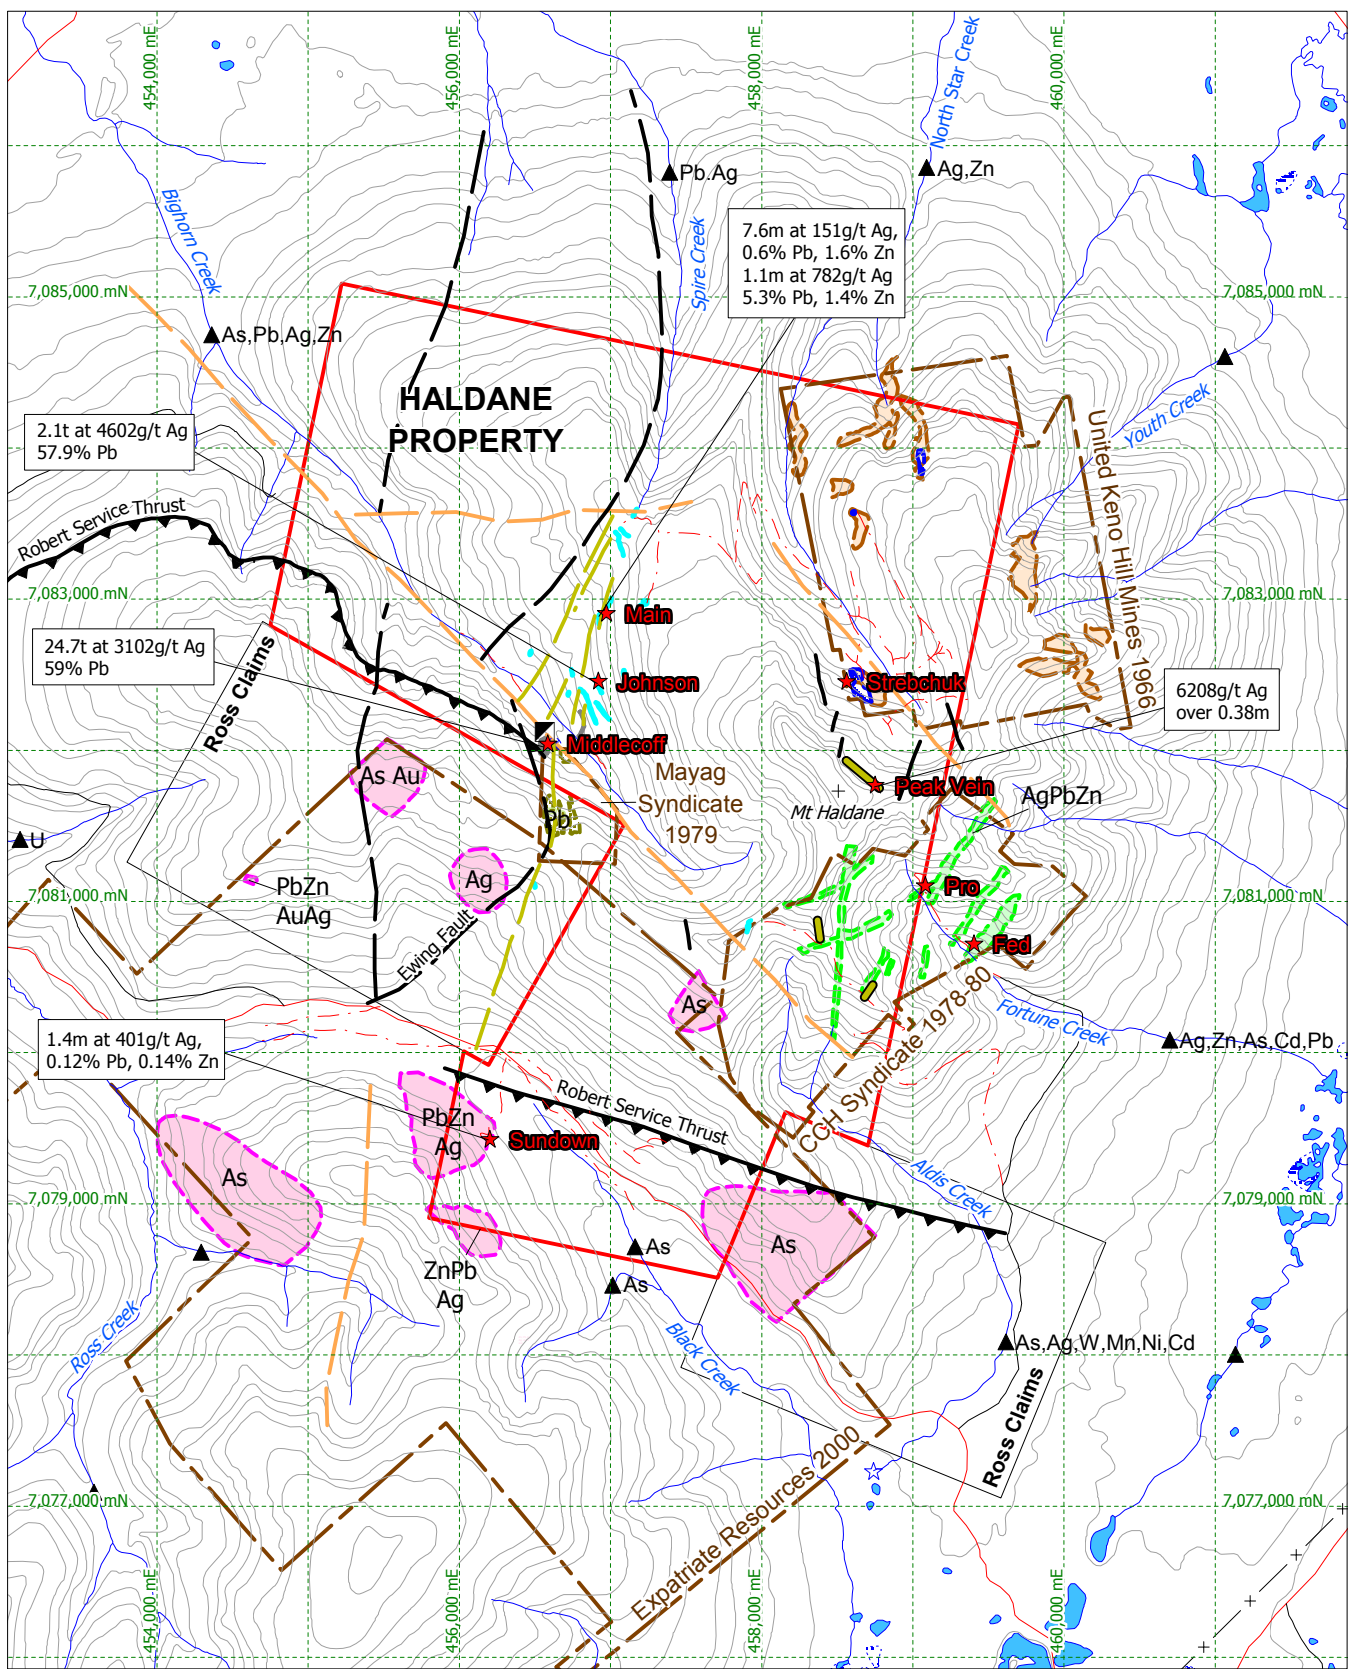 454,000 mE
456,000 mE
458,000 mE
460,000 mE
North Star Creek
Pb.Ag
Ag,Zn
Bighorn Creek
Spire Creek
7.6m at 151g/t Ag,
0.6% Pb, 1.6% Zn
1.1m at 782g/t Ag
5.3% Pb, 1.4% Zn
7,085,000 mN
7,085,000 mN
As,Pb,Ag,Zn
HALDANE
PROPERTY
Youth Creek
2.1t at 4602g/t Ag
57.9% Pb
United Keno Hill Mines 1966
Robert Service Thrust
7,083,000 mN
7,083,000 mN
Main
24.7t at 3102g/t Ag
59% Pb
Ross Claims
Johnson
Strebchuk
6208g/t Ag
over 0.38m
Middlecoff
As Au
Mayag
Syndicate
1979
Peak Vein
AgPbZn
Mt Haldane
Pb
U
PbZn
AuAg
Ag
Pro
7,081,000 mN
7,081,000 mN
Ewing Fault
Fed
As
Fortune Creek
CCH Syndicate 1978-80
1.4m at 401g/t Ag,
0.12% Pb, 0.14% Zn
Ag,Zn,As,Cd,Pb
Robert Service Thrust
PbZn
Ag
Sundown
As
Aldis Creek
7,079,000 mN
7,079,000 mN
As
As
ZnPb
Ag
As
Ross Creek
Black Creek
As,Ag,W,Mn,Ni,Cd
Ross Claims
Expatriate Resources 2000
7,077,000 mN
7,077,000 mN
454,000 mE
456,000 mE
458,000 mE
460,000 mE